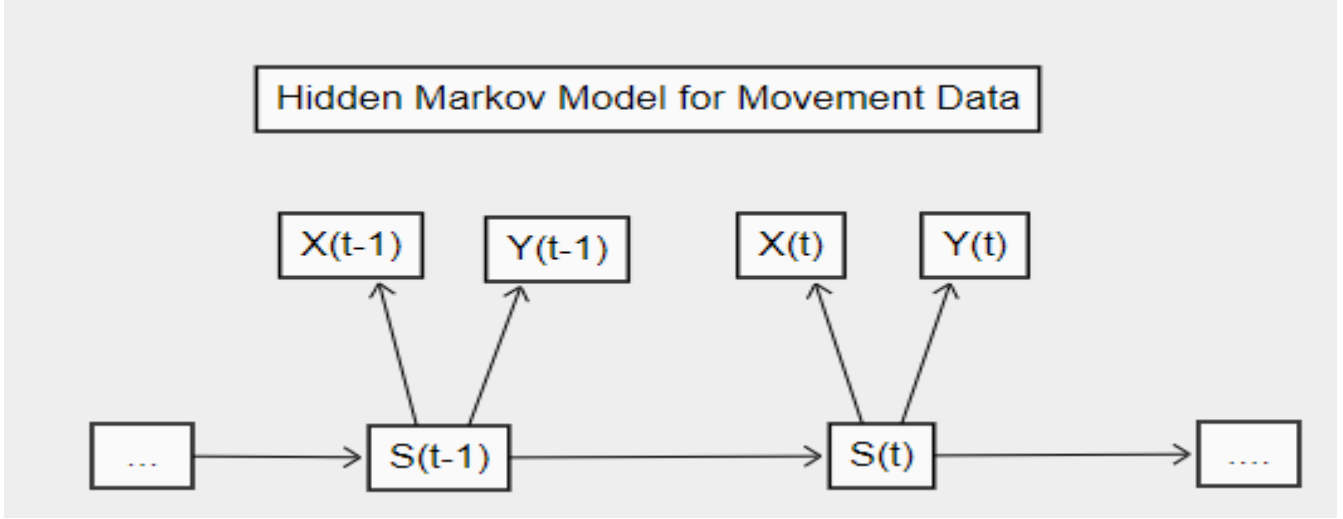 Hidden Markov Model for Movement Data
X(t-1)
Y(t-1)
X(t)
Y(t)
...
S(t-1)
S(t)
....